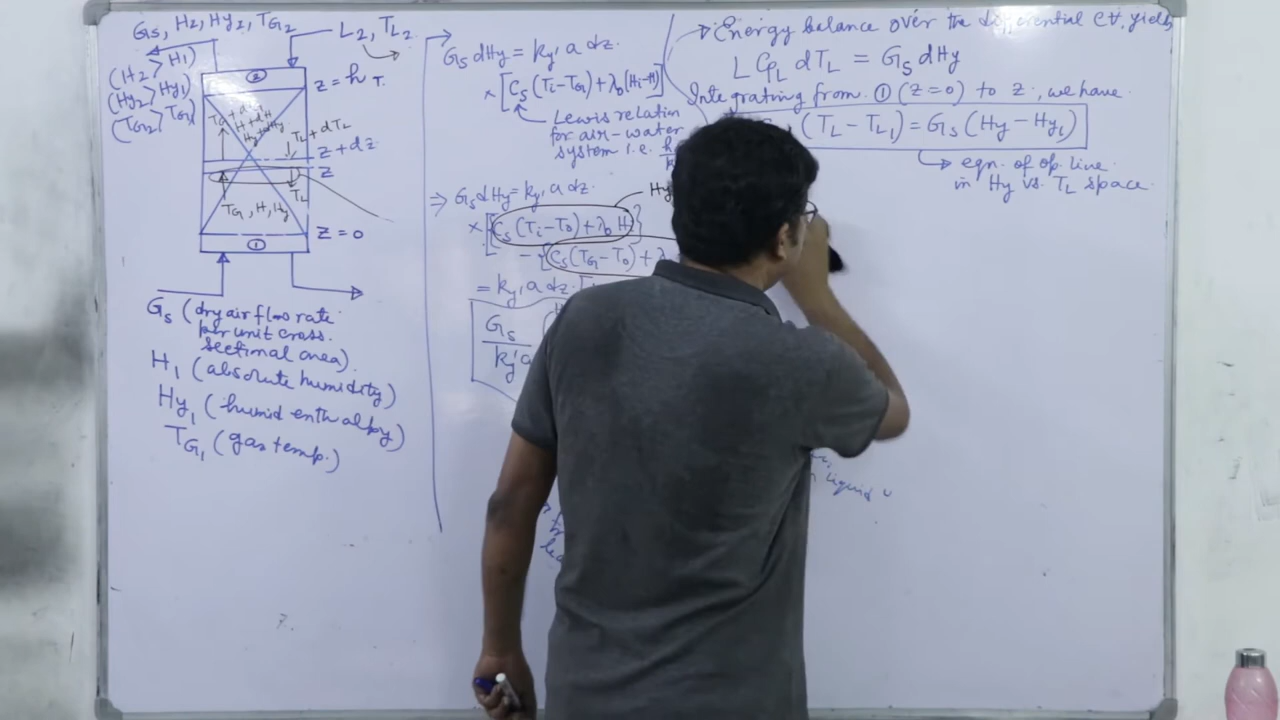 Gs, H2, Hy2, TG2
L2, TL2
(H2 > H1)
(Hy2 > Hy1)
(TG2 > TG1)
②
z = hT.
TL + dTL
z + dz
z
TL
TG, H, Hy
z = 0
①
Gs (dry air flow rate
per unit cross.
sectional area).
H1 (absolute humidity)
Hy1 (humid enthalpy)
TG1 (gas temp.)
Gs dHy = ky' a dz.
× [Cs (Ti - TG) + λ0 (Hi - H)]
Lewis relation
for air-water
system i.e.
⇒ Gs dHy = ky' a dz.
× [{Cs (Ti - T0) + λ0 H
- {Cs (TG - T0) +
= ky' a dz.
Gs
ky' a
Energy balance over the differential CV. yields
L CpL dTL = Gs dHy
Integrating from ① (z=0) to z, we have
(TL - TL1) = Gs (Hy - Hy1)
eqn. of op. line
in Hy vs. TL space.
liquid